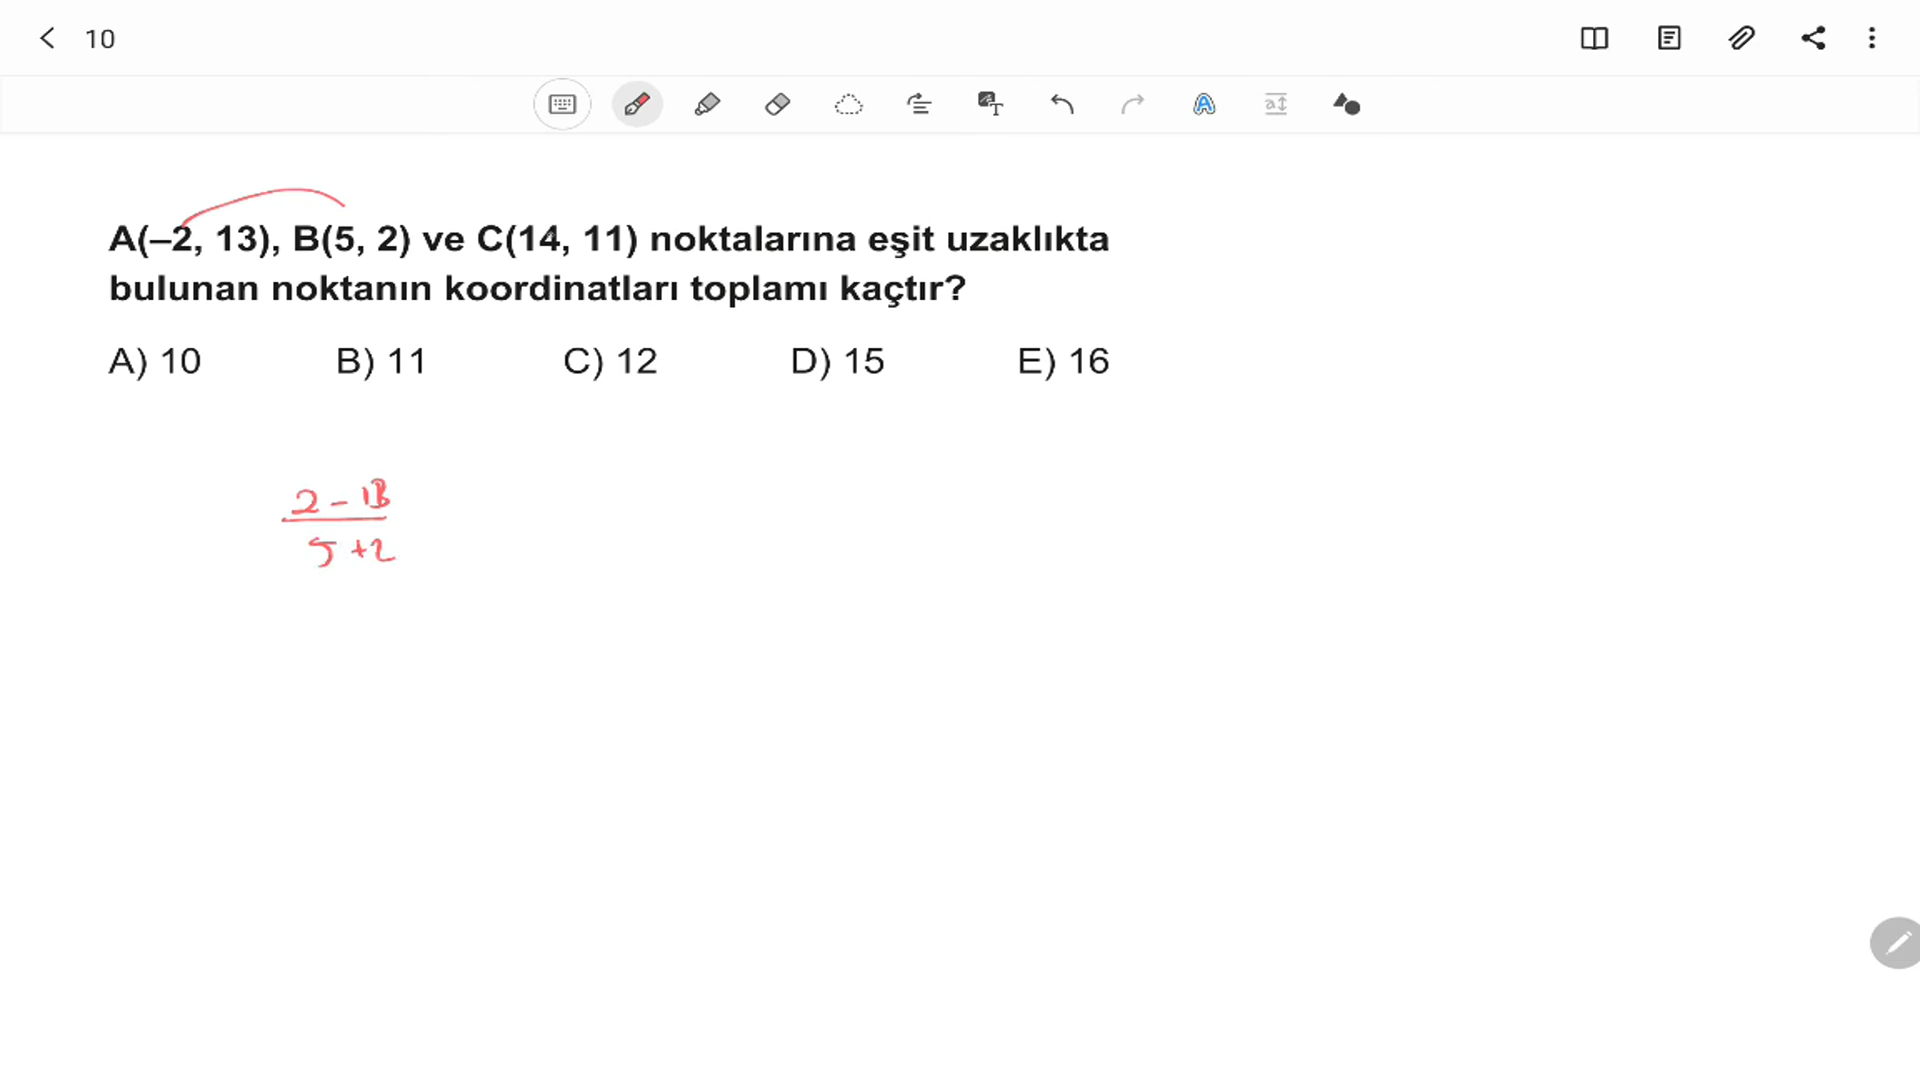 10
A(–2, 13), B(5, 2) ve C(14, 11) noktalarına eşit uzaklıkta
bulunan noktanın koordinatları toplamı kaçtır?
A) 10 B) 11 C) 12 D) 15 E) 16
2 - 13
5 + 2